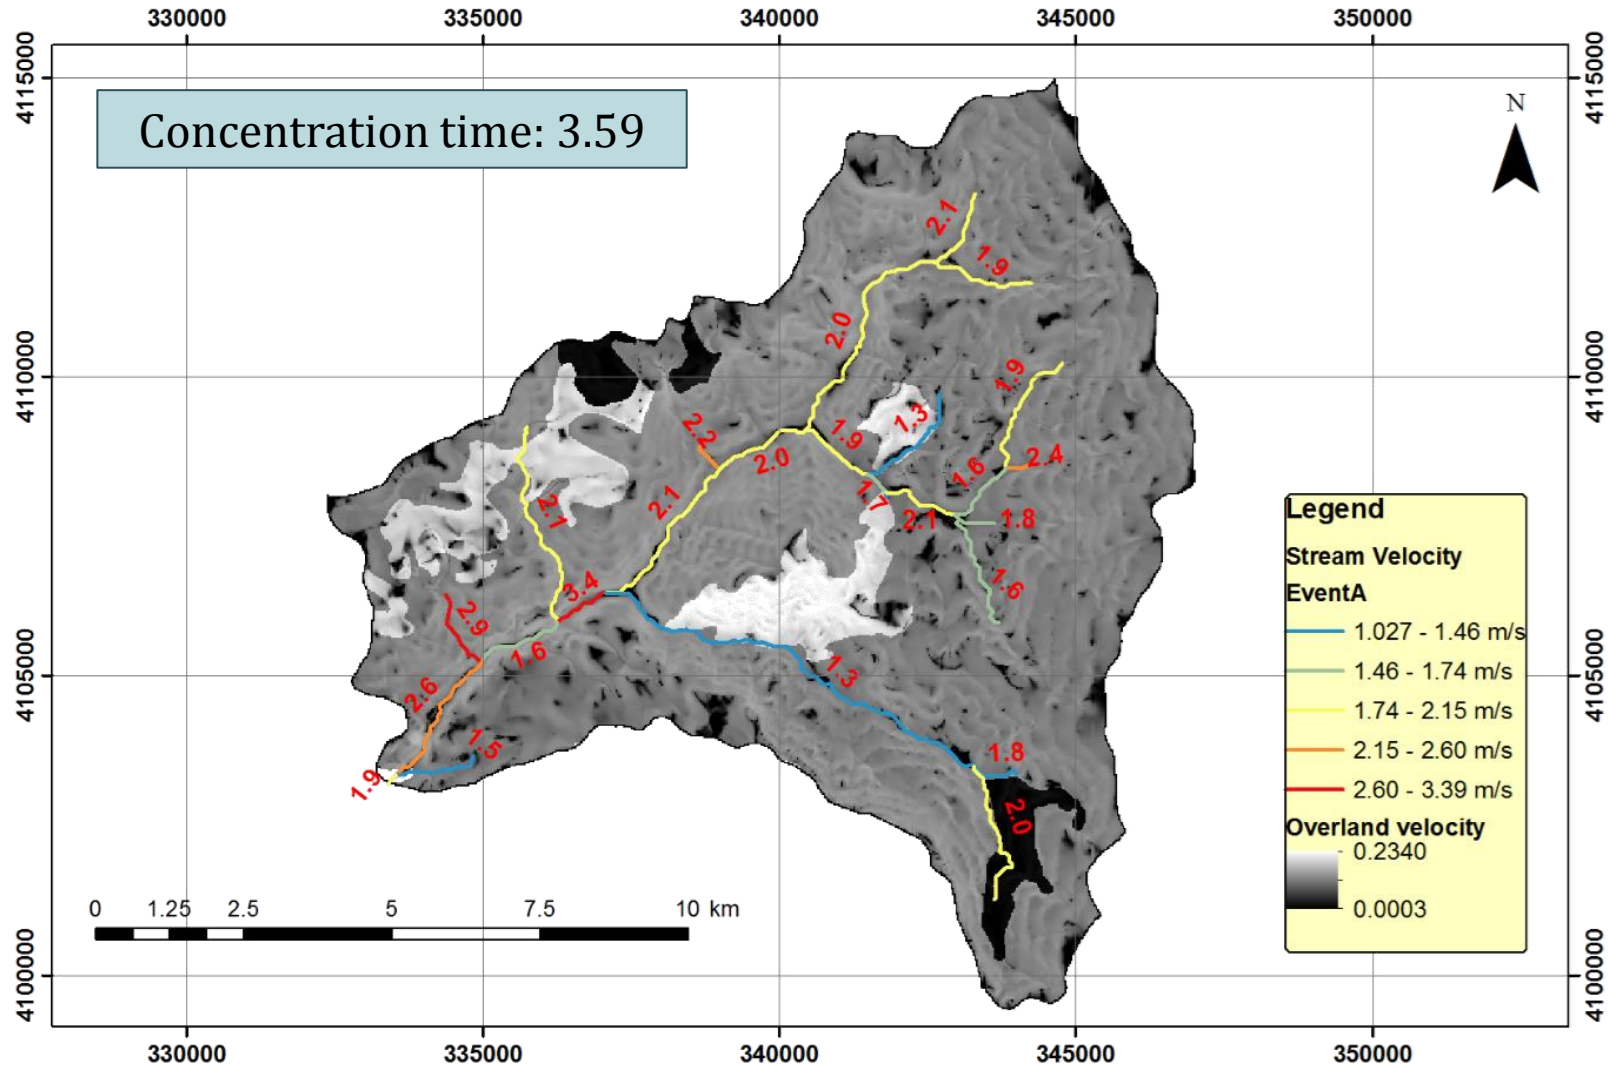 330000 335000 340000 345000 350000
4115000 4115000
Concentration time: 3.59
N
2.1
1.9
2.0
4110000 4110000
1.9
1.3
2.2
1.9
2.0
1.6
2.4
2.1
2.1
1.7
2.1
1.8
3.4
1.6
2.9
1.6
1.3
2.6
1.5
1.8
1.9
2.0
4105000 4105000
Legend
Stream Velocity
EventA
1.027 - 1.46 m/s
1.46 - 1.74 m/s
1.74 - 2.15 m/s
2.15 - 2.60 m/s
2.60 - 3.39 m/s
Overland velocity
0.2340
0.0003
0 1.25 2.5 5 7.5 10 km
4100000 4100000
330000 335000 340000 345000 350000